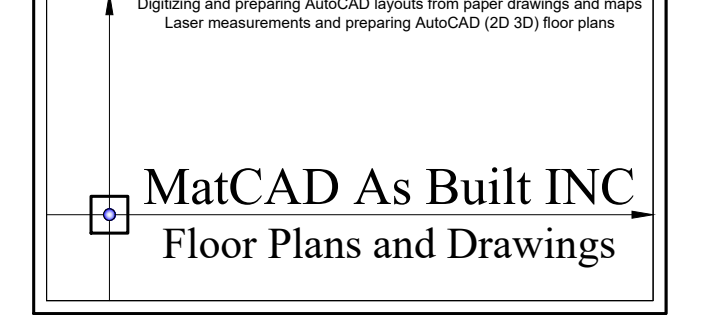 Digitizing and preparing AutoCAD layouts from paper drawings and maps
Laser measurements and preparing AutoCAD (2D 3D) floor plans
MatCAD As Built INC
Floor Plans and Drawings